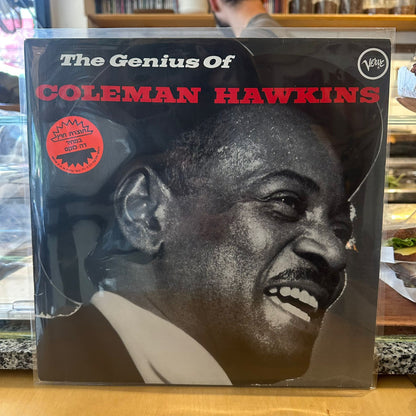 The Genius Of
Verve
COLEMAN HAWKINS